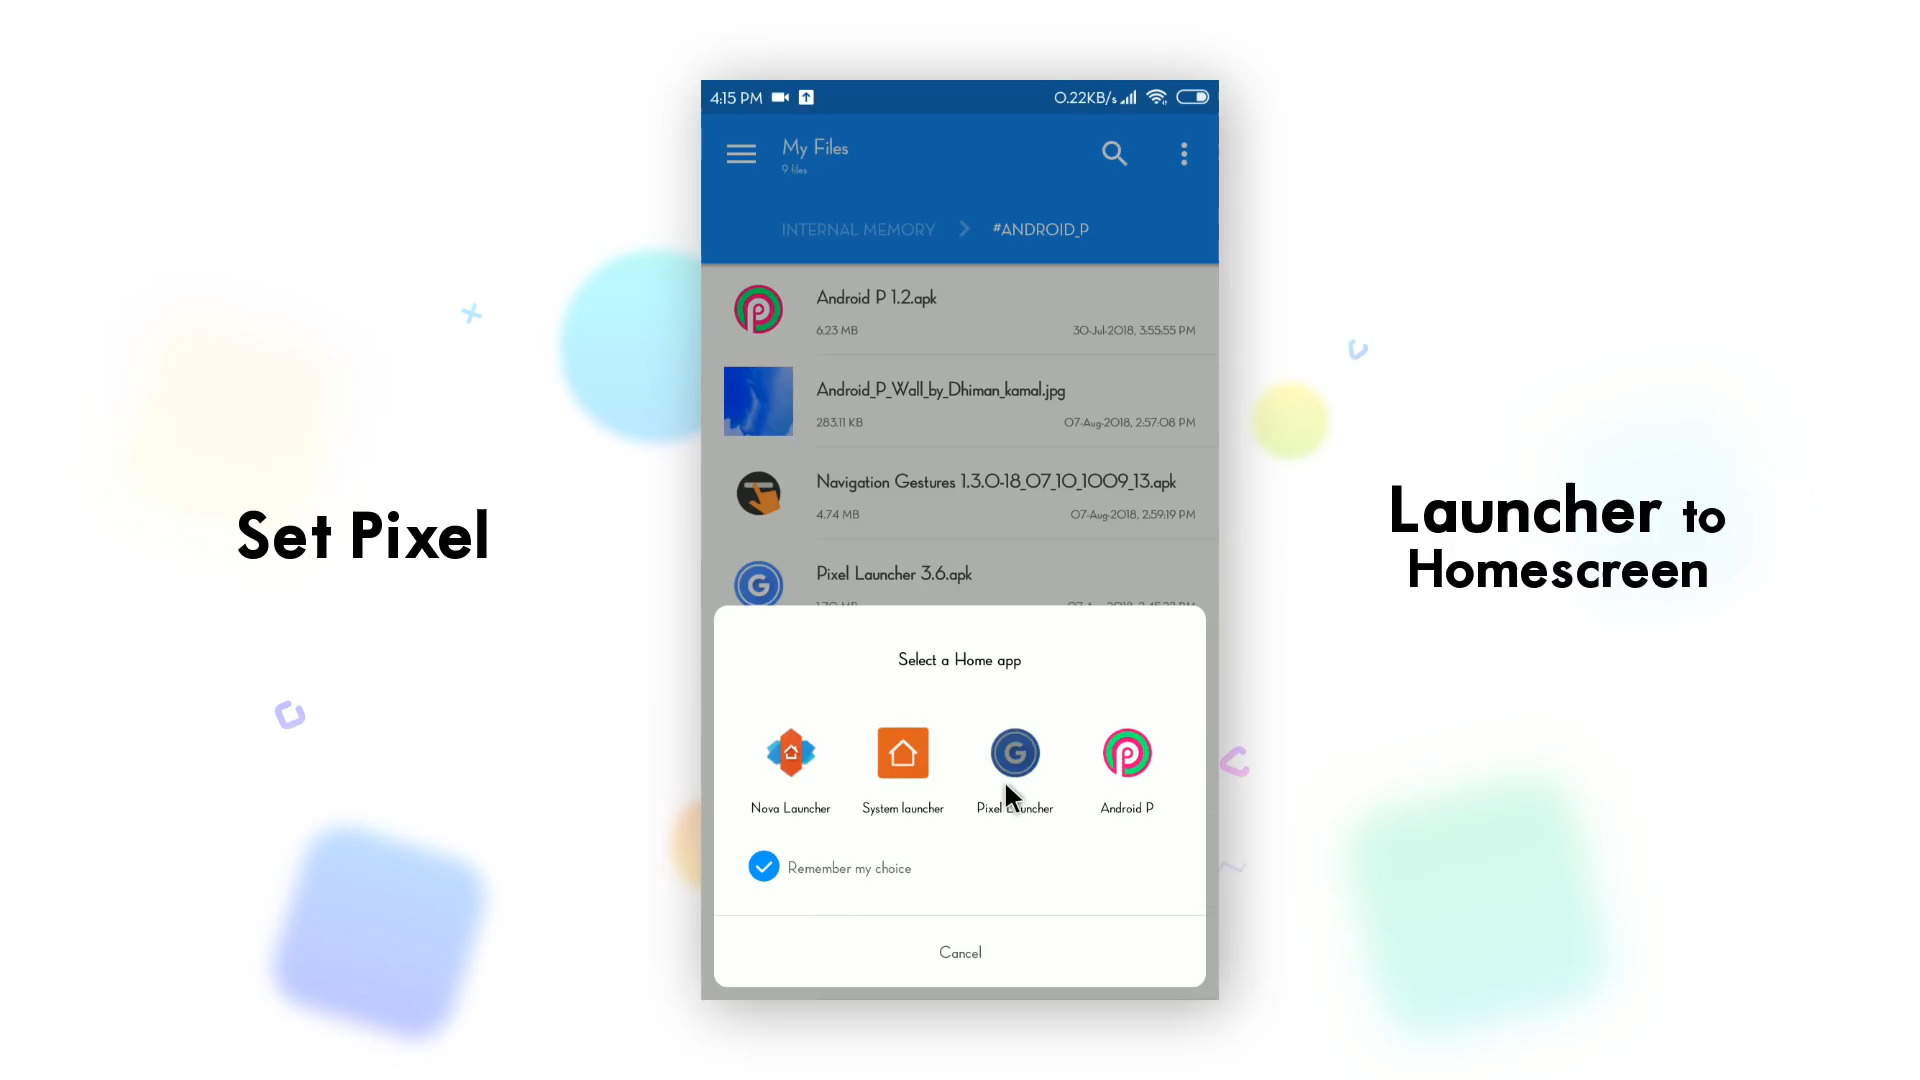 4:15 PM
0.22KB/s
My Files
9 files
INTERNAL MEMORY
#ANDROID_P
Android P 1.2.apk
6.23 MB
30-Jul-2018, 3:55:55 PM
Android_P_Wall_by_Dhiman_kamal.jpg
283.11 KB
07-Aug-2018, 2:57:08 PM
Navigation Gestures 1.3.0-18_07_10_1009_13.apk
4.74 MB
07-Aug-2018, 2:59:19 PM
Pixel Launcher 3.6.apk
Set Pixel
Launcher to
Homescreen
Select a Home app
Nova Launcher
System launcher
Pixel Launcher
Android P
Remember my choice
Cancel